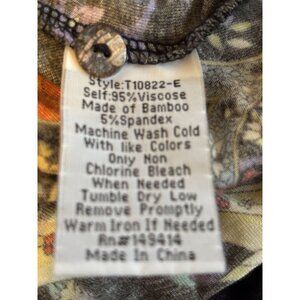 Style:T10822-E
Self:95%Viscose
Made of Bamboo
5%Spandex
Machine Wash Cold
With like Colors
Only Non
Chlorine Bleach
When Needed
Tumble Dry Low
Remove Promptly
Warm Iron If Needed
Rn#149414
Made In China